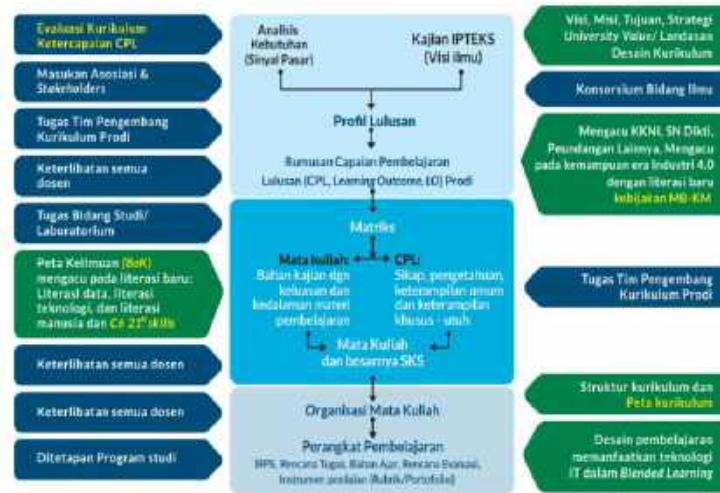 Evaluasi Kurikulum
Ketercapaian CPL
Masukan Asosiasi &
Stakeholders
Tugas Tim Pengembang
Kurikulum Prodi
Keterlibatan semua
dosen
Tugas Bidang Studi/
Laboratorium
Peta Keilmuan (BoK)
mengacu pada literasi baru:
Literasi data, literasi
teknologi, dan literasi
manusia dan C6 21st skills
Keterlibatan semua dosen
Keterlibatan semua dosen
Ditetapan Program studi
Analisis
Kebutuhan
(Sinyal Pasar)
Kajian IPTEKS
(Visi ilmu)
Profil Lulusan
Rumusan Capaian Pembelajaran
Lulusan (CPL, Learning Outcome, LO) Prodi
Matriks
Mata kuliah:
Bahan kajian dgn
keluasan dan
kedalaman materi
pembelajaran
CPL:
Sikap, pengetahuan,
keterampilan umum
dan keterampilan
khusus - utuh
Mata Kuliah
dan besarnya SKS
Organisasi Mata Kuliah
Perangkat Pembelajaran
(RPS, Rencana Tugas, Bahan Ajar, Rencana Evaluasi,
Instrumen penilaian (Rubrik/Portofolio)
Visi, Misi, Tujuan, Strategi
University Value/ Landasan
Desain Kurikulum
Konsorsium Bidang Ilmu
Mengacu KKNI, SN Dikti,
Peundangan Lainnya, Mengacu
pada kemampuan era Industri 4.0
dengan literasi baru
kebijakan MB-KM
Tugas Tim Pengembang
Kurikulum Prodi
Struktur kurikulum dan
Peta kurikulum
Desain pembelajaran
memanfaatkan teknologi
IT dalam Blended Learning